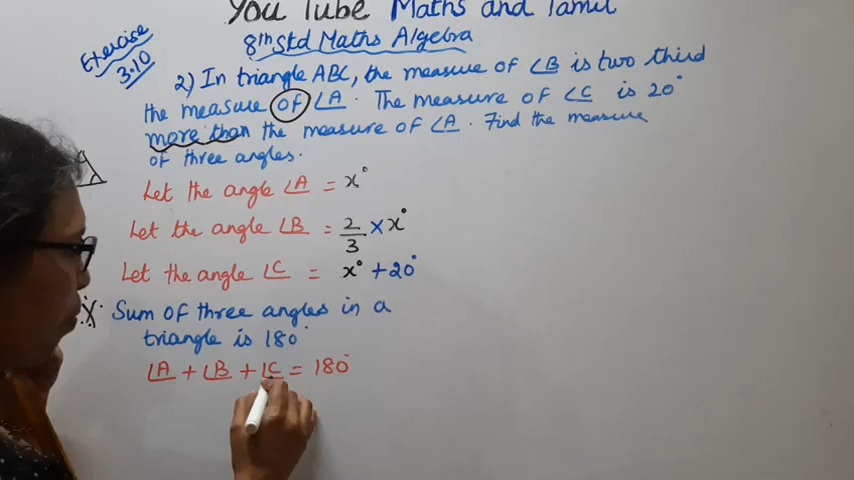 You Tube Maths and Tamil
8th Std Maths Algebra
Exercise
3.10
2) In triangle ABC, the measure of ∠B is two third
the measure of ∠A. The measure of ∠C is 20°
more than the measure of ∠A. Find the measure
of three angles.
Let the angle ∠A = x°
Let the angle ∠B = 2/3 × x°
Let the angle ∠C = x° + 20°
Sum of three angles in a
triangle is 180°
∠A + ∠B + ∠C = 180°